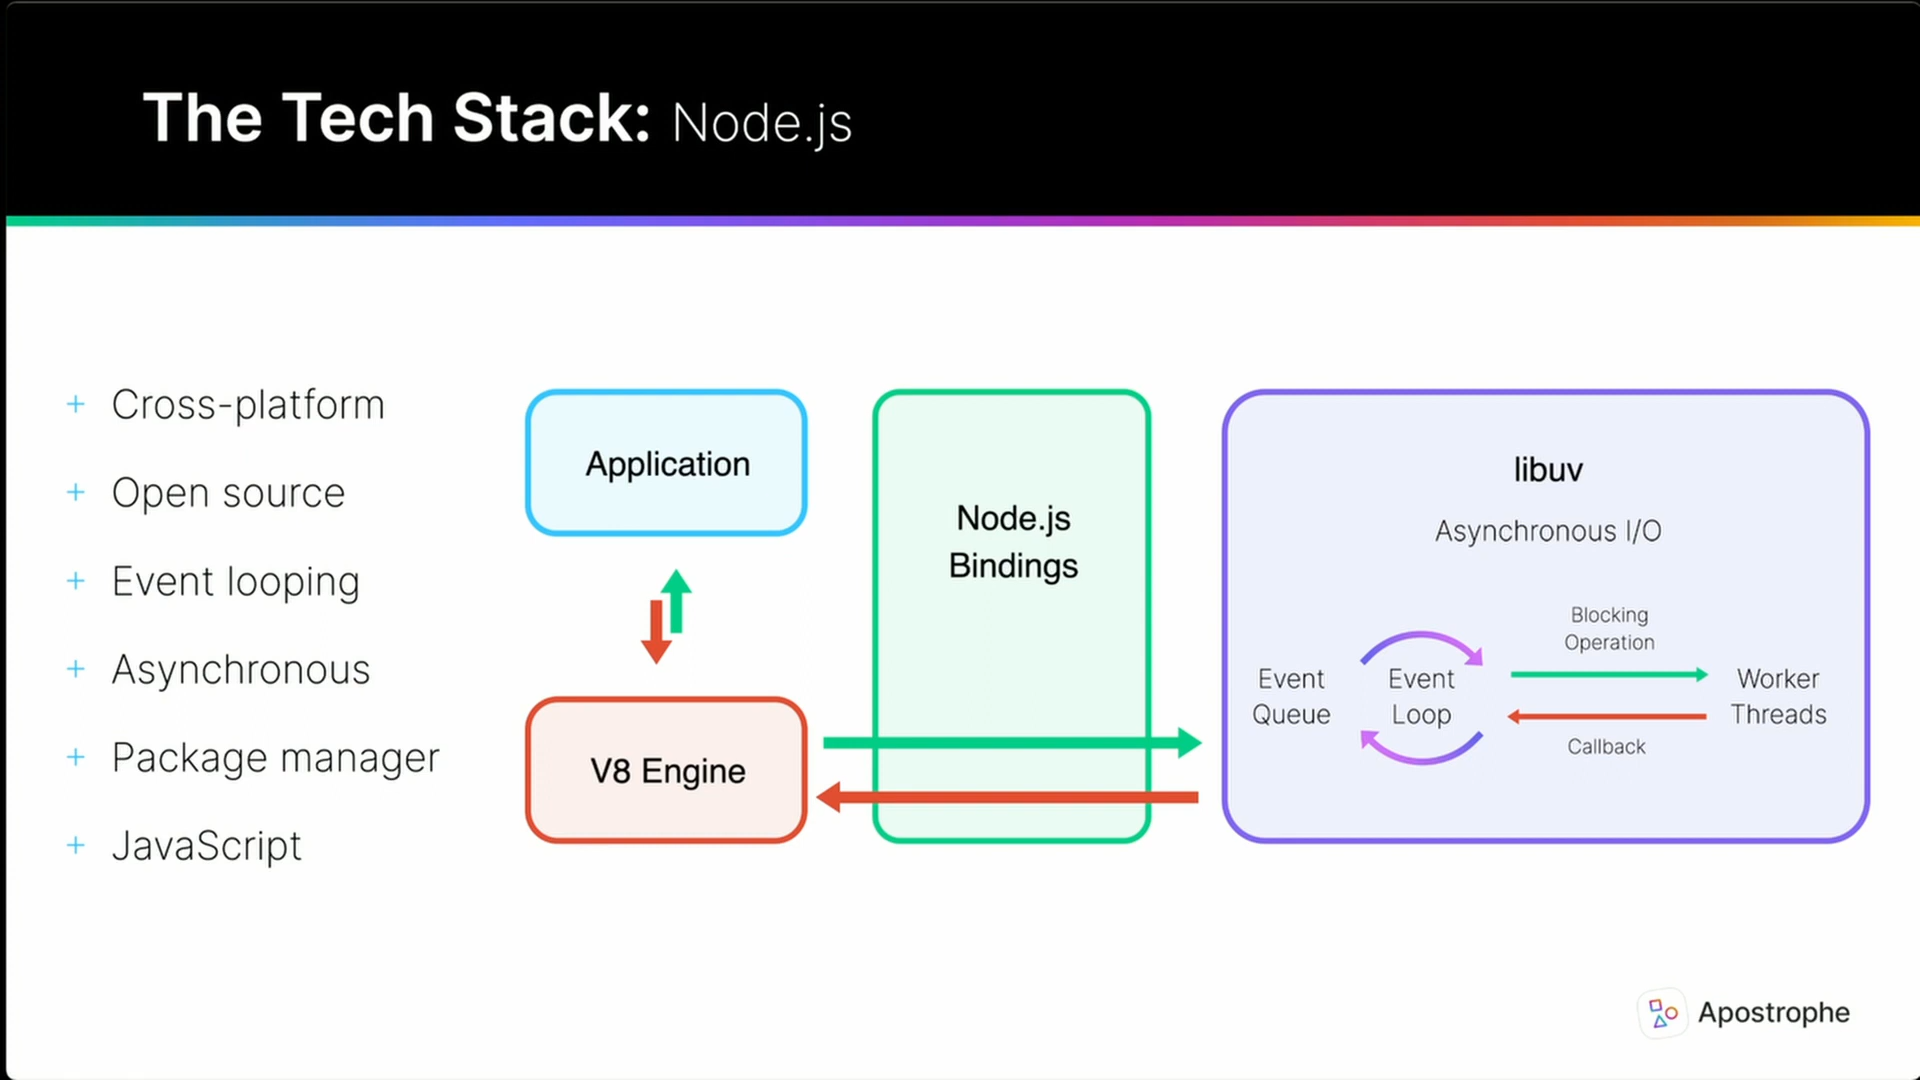 The Tech Stack: Node.js
+ Cross-platform
+ Open source
+ Event looping
+ Asynchronous
+ Package manager
+ JavaScript
Application
V8 Engine
Node.js
Bindings
libuv
Asynchronous I/O
Event
Queue
Event
Loop
Blocking
Operation
Callback
Worker
Threads
Apostrophe